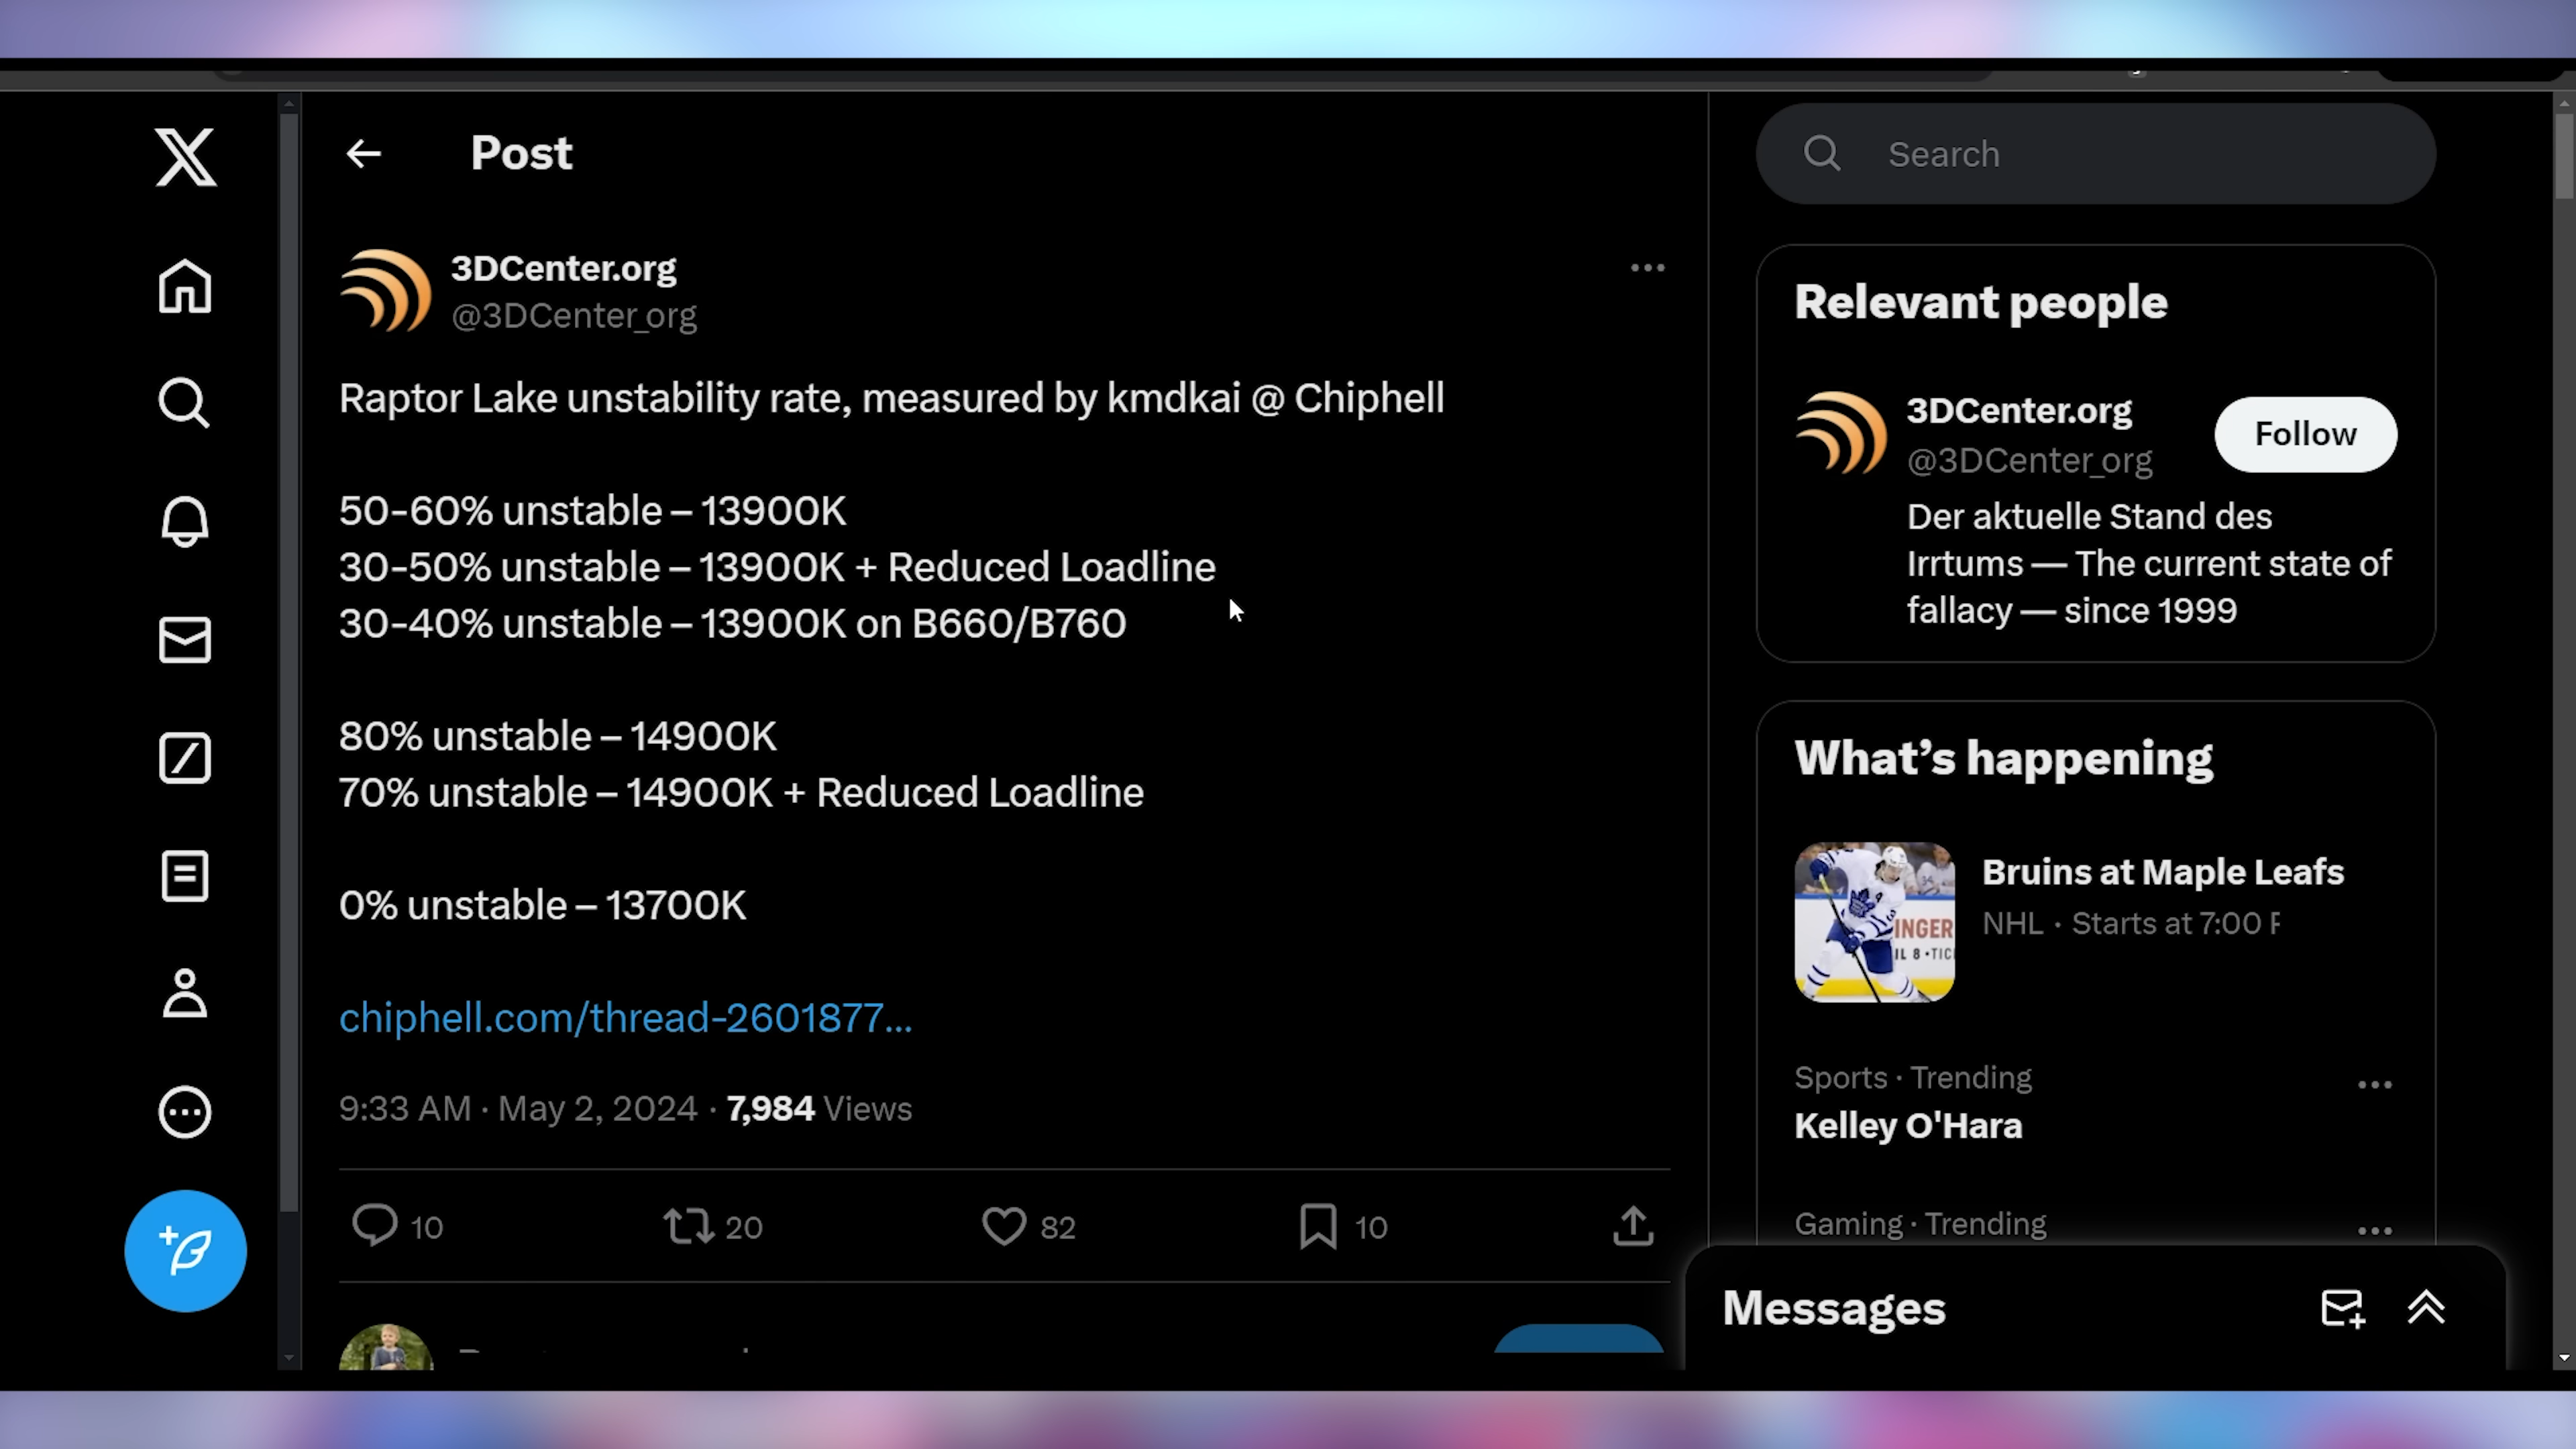 Post
3DCenter.org
@3DCenter_org
Raptor Lake unstability rate, measured by kmdkai @ Chiphell
50-60% unstable – 13900K
30-50% unstable – 13900K + Reduced Loadline
30-40% unstable – 13900K on B660/B760
80% unstable – 14900K
70% unstable – 14900K + Reduced Loadline
0% unstable – 13700K
chiphell.com/thread-2601877...
9:33 AM · May 2, 2024 · 7,984 Views
10
20
82
10
Search
Relevant people
3DCenter.org
@3DCenter_org
Follow
Der aktuelle Stand des
Irrtums — The current state of
fallacy — since 1999
What's happening
Bruins at Maple Leafs
NHL · Starts at 7:00 P
INGER
IL 8 •TIC
Sports · Trending
Kelley O'Hara
Gaming · Trending
Messages